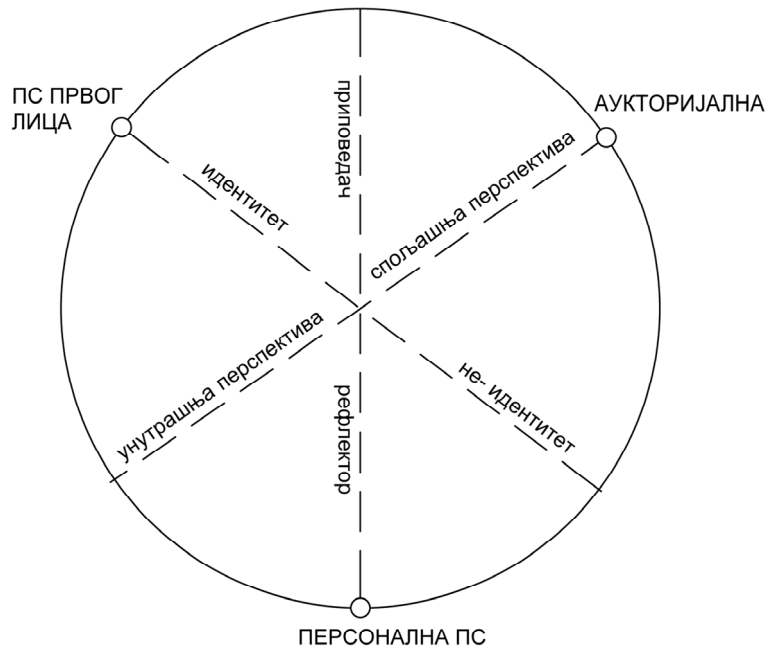 ПС ПРВОГ
ЛИЦА
АУКТОРИЈАЛНА
приповедач
идентитет
спољашња перспектива
унутрашња перспектива
не- идентитет
рефлектор
ПЕРСОНАЛНА ПС